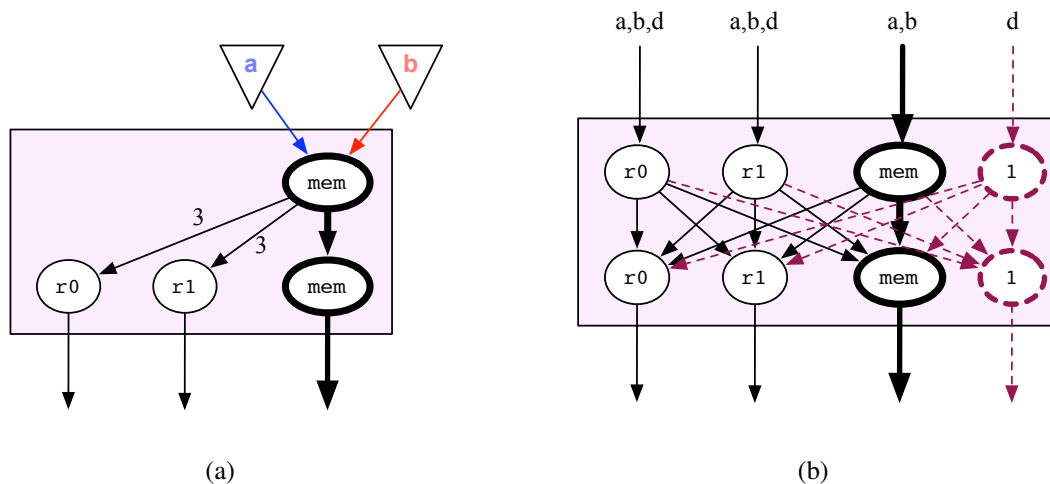 a b
mem
3
3
r0 r1 mem
(a)
a,b,d a,b,d a,b d
r0 r1 mem 1
r0 r1 mem 1
(b)